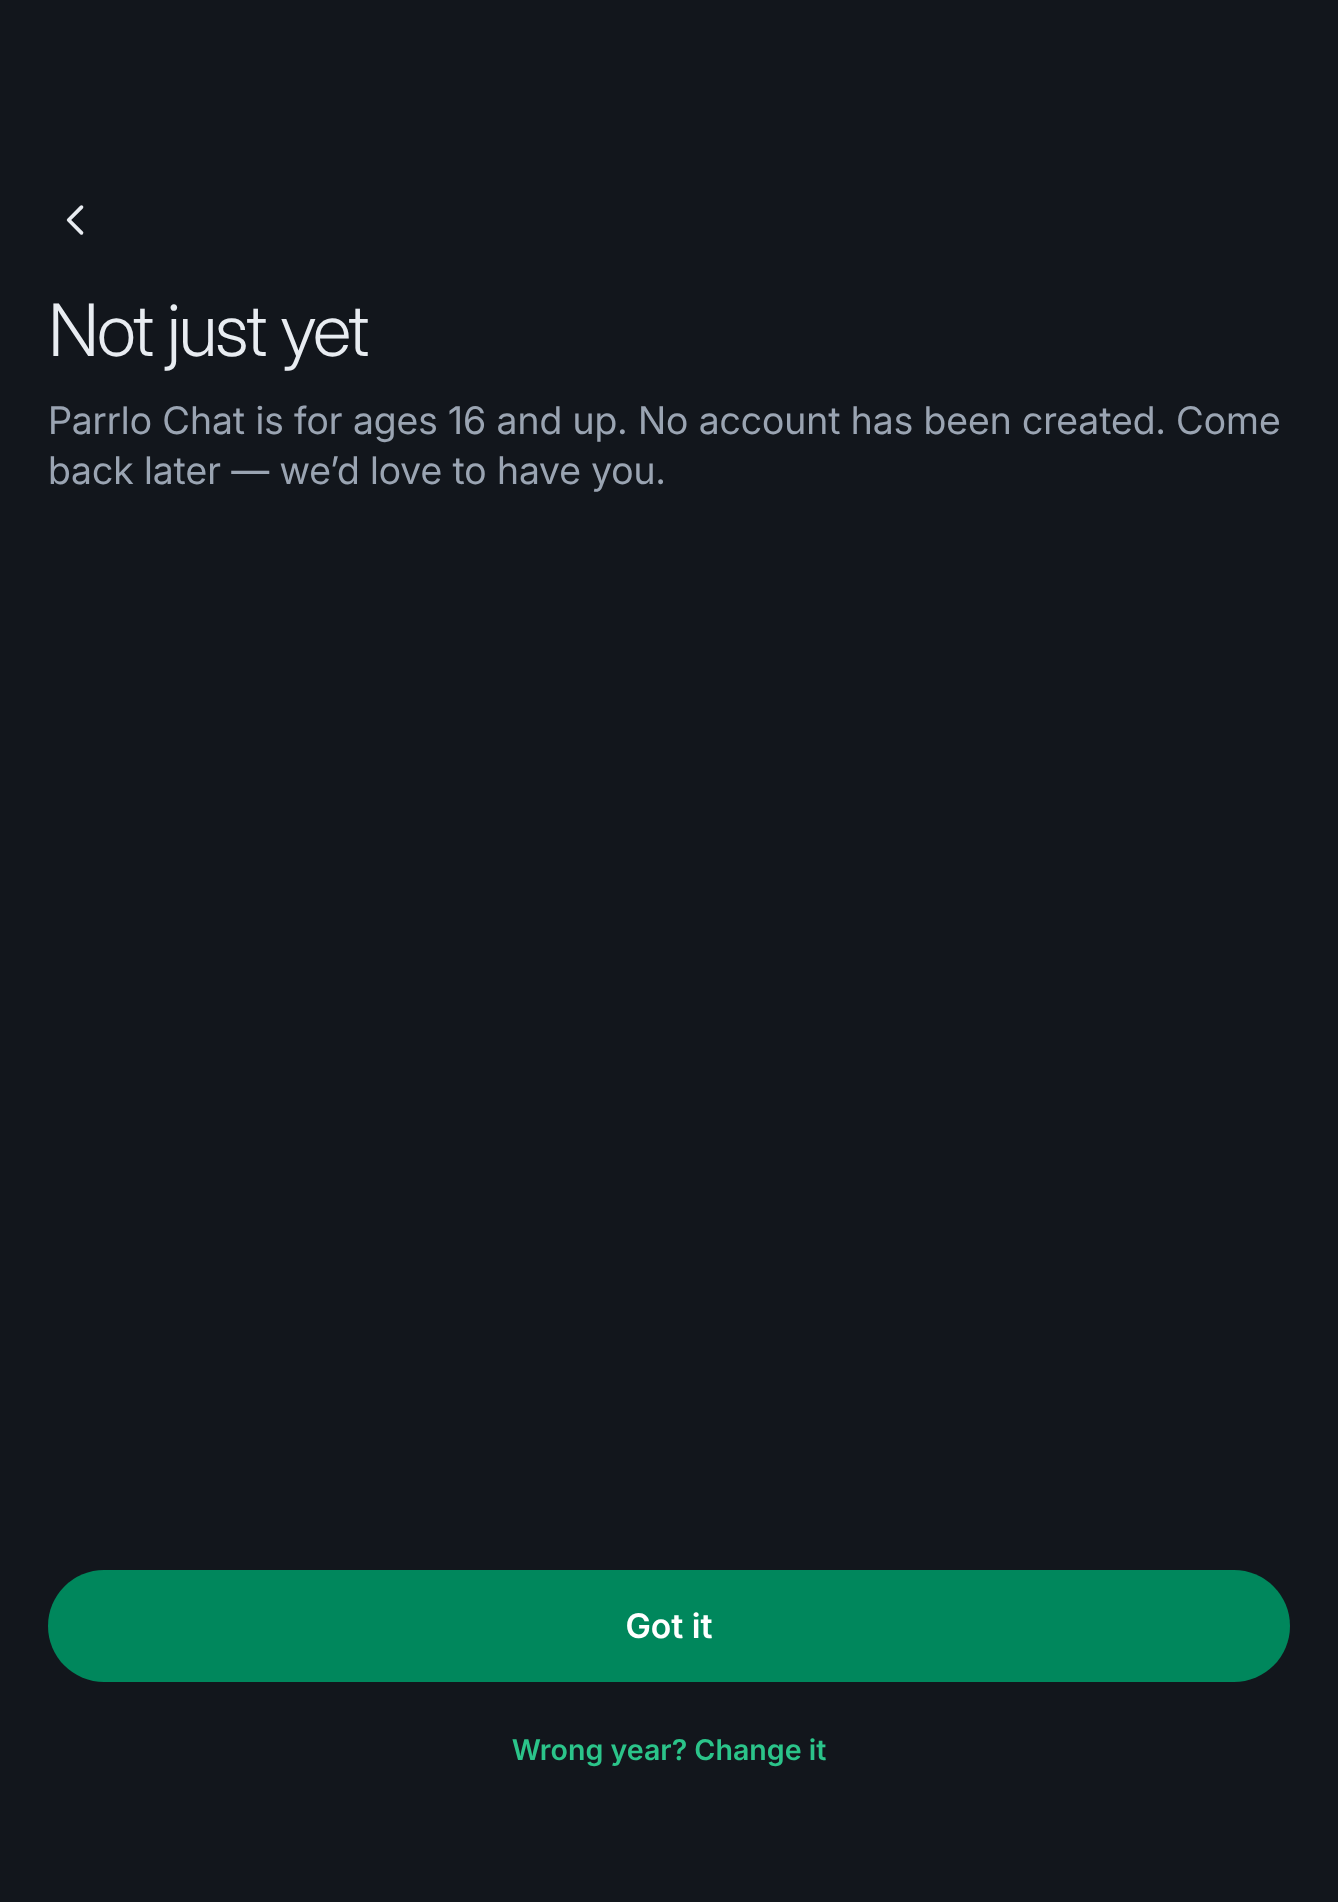 Not just yet
Parrlo Chat is for ages 16 and up. No account has been created. Come
back later — we’d love to have you.
Got it
Wrong year? Change it